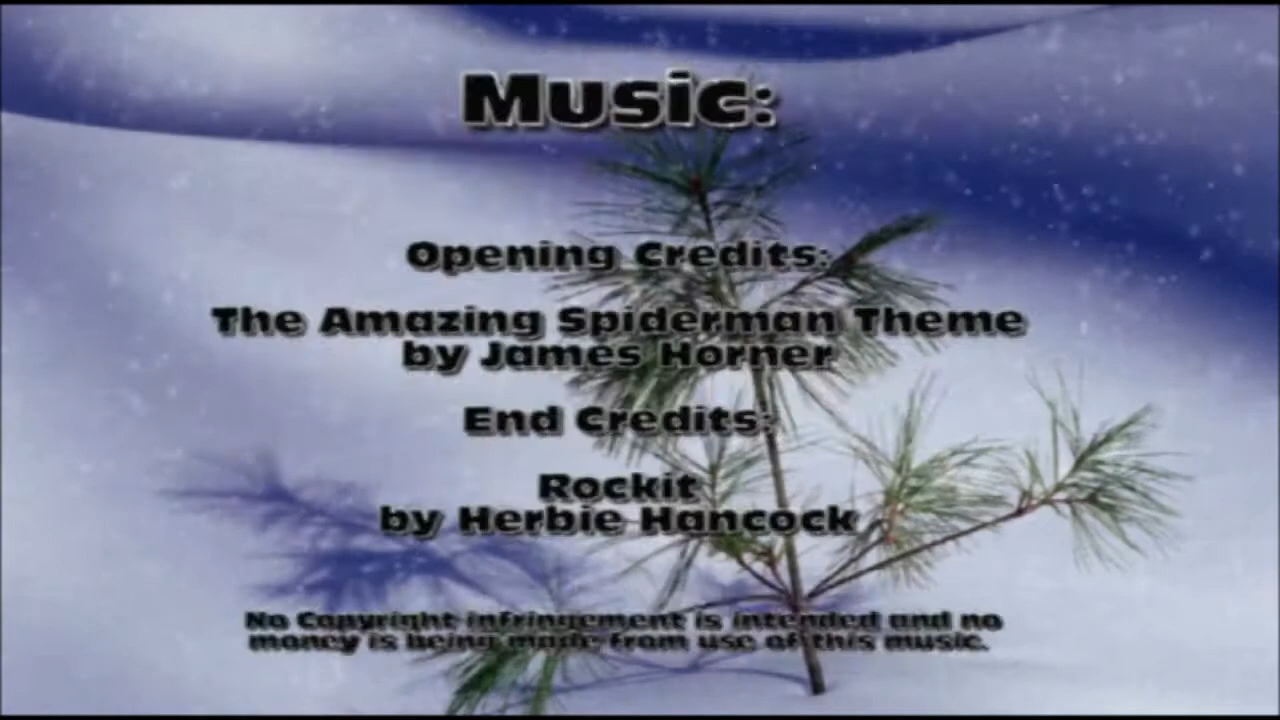 Music:
Opening Credits:
The Amazing Spiderman Theme
by James Horner
End Credits:
Rockit
by Herbie Hancock
No Copyright infringement is intended and no
money is being made from use of this music.